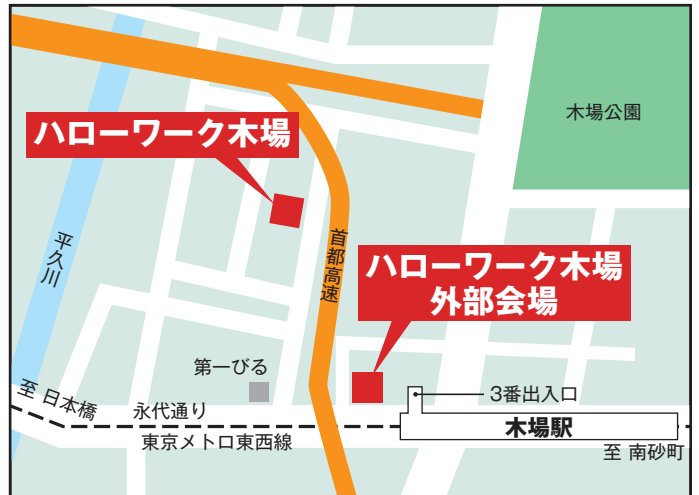 木場公園
ハローワーク木場
平久川
首都高速
ハローワーク木場
外部会場
第一びる
3番出入口
至 日本橋
永代通り
木場駅
東京メトロ東西線
至 南砂町